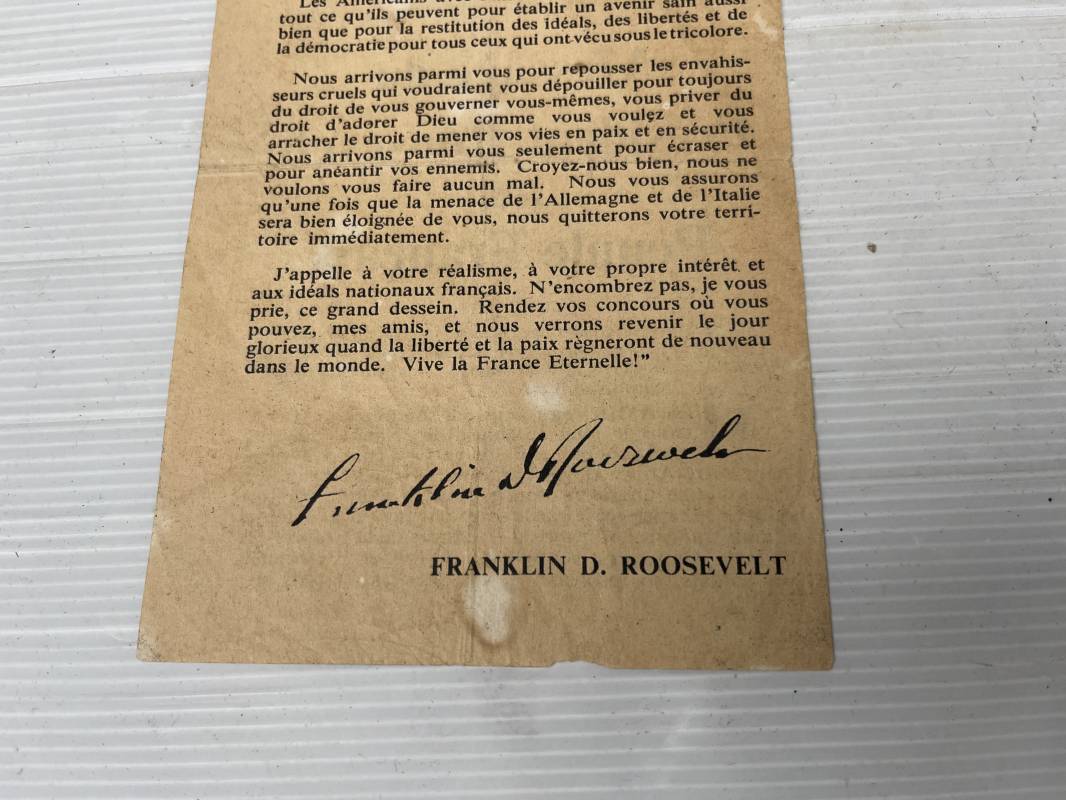 Les Américains avec
tout ce qu'ils peuvent pour établir un avenir sain aussi
bien que pour la restitution des idéals, des libertés et de
la démocratie pour tous ceux qui ont vécu sous le tricolore.
Nous arrivons parmi vous pour repousser les envahis-
seurs cruels qui voudraient vous dépouiller pour toujours
du droit de vous gouverner vous-mêmes, vous priver du
droit d'adorer Dieu comme vous voulez et vous
arracher le droit de mener vos vies en paix et en sécurité.
Nous arrivons parmi vous seulement pour écraser et
pour anéantir vos ennemis. Croyez-nous bien, nous ne
voulons vous faire aucun mal. Nous vous assurons
qu'une fois que la menace de l'Allemagne et de l'Italie
sera bien éloignée de vous, nous quitterons votre terri-
toire immédiatement.
J'appelle à votre réalisme, à votre propre intérêt et
aux idéals nationaux français. N'encombrez pas, je vous
prie, ce grand dessein. Rendez vos concours où vous
pouvez, mes amis, et nous verrons revenir le jour
glorieux quand la liberté et la paix règneront de nouveau
dans le monde. Vive la France Eternelle!"
Franklin D Roosevelt
FRANKLIN D. ROOSEVELT